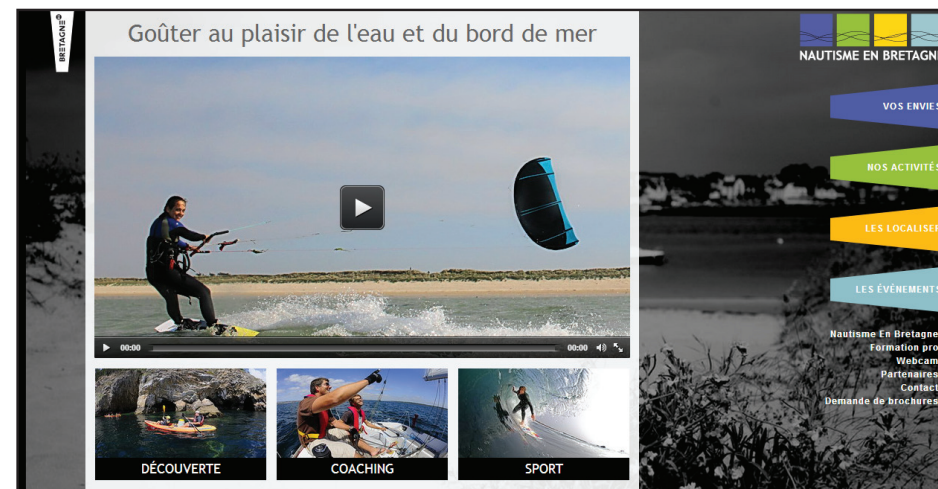 BRETAGNE®
Goûter au plaisir de l'eau et du bord de mer
NAUTISME EN BRETAGNE
VOS ENVIES
NOS ACTIVITÉS
LES LOCALISER
LES ÉVÉNEMENTS
00:00
00:00
Nautisme En Bretagne
Formation pro
Webcam
Partenaires
Contact
Demande de brochures
DÉCOUVERTE
COACHING
SPORT